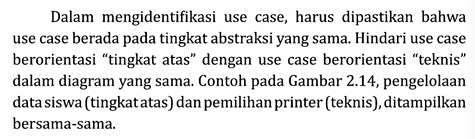 Dalam mengidentifikasi use case, harus dipastikan bahwa
use case berada pada tingkat abstraksi yang sama. Hindari use case
berorientasi “tingkat atas” dengan use case berorientasi “teknis”
dalam diagram yang sama. Contoh pada Gambar 2.14, pengelolaan
data siswa (tingkat atas) dan pemilihan printer (teknis), ditampilkan
bersama-sama.